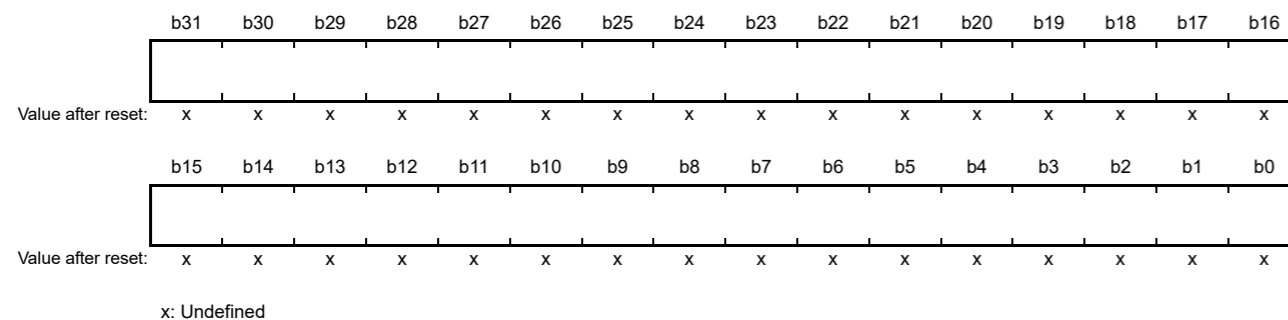 b31 b30 b29 b28 b27 b26 b25 b24 b23 b22 b21 b20 b19 b18 b17 b16
Value after reset: x x x x x x x x x x x x x x x x
b15 b14 b13 b12 b11 b10 b9 b8 b7 b6 b5 b4 b3 b2 b1 b0
Value after reset: x x x x x x x x x x x x x x x x
x: Undefined